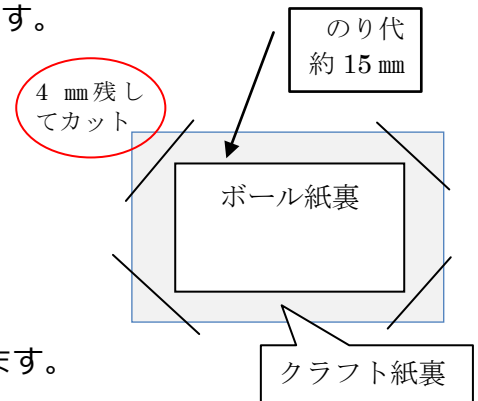 す。
のり代
約 15 ㎜
4 ㎜残し
てカット
ボール紙裏
ます。
クラフト紙裏